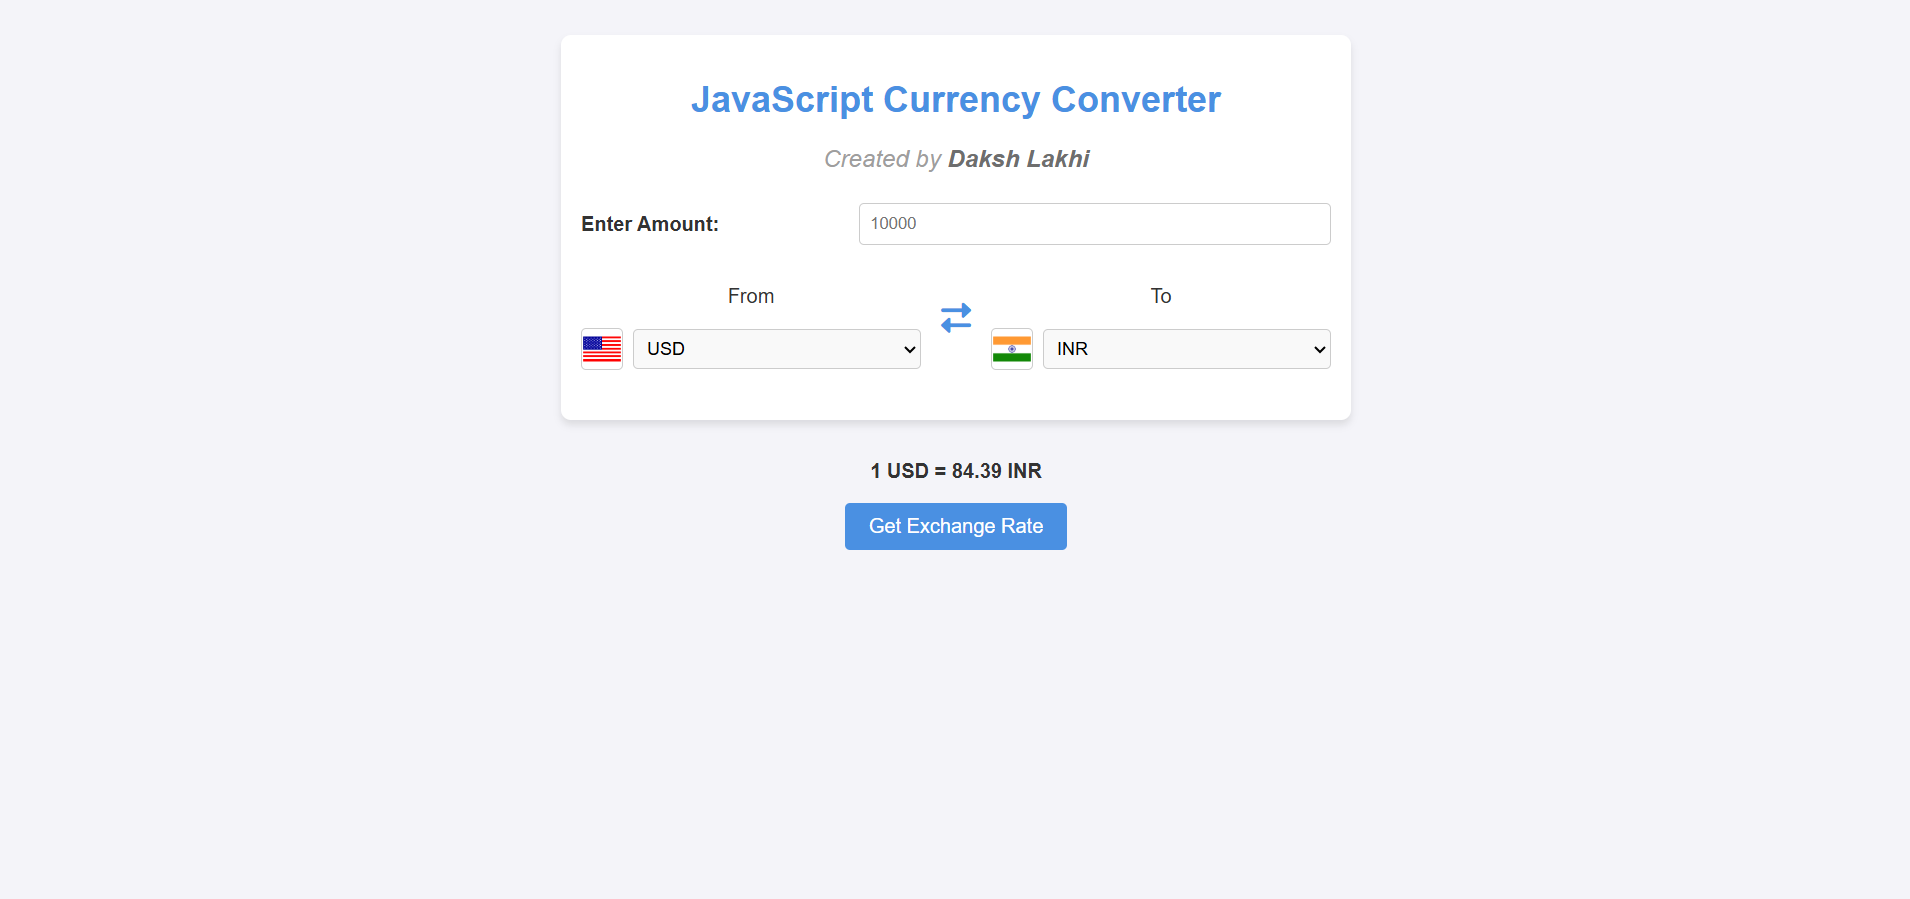 JavaScript Currency Converter
Created by Daksh Lakhi
Enter Amount: 10000
From To
USD INR
1 USD = 84.39 INR
Get Exchange Rate